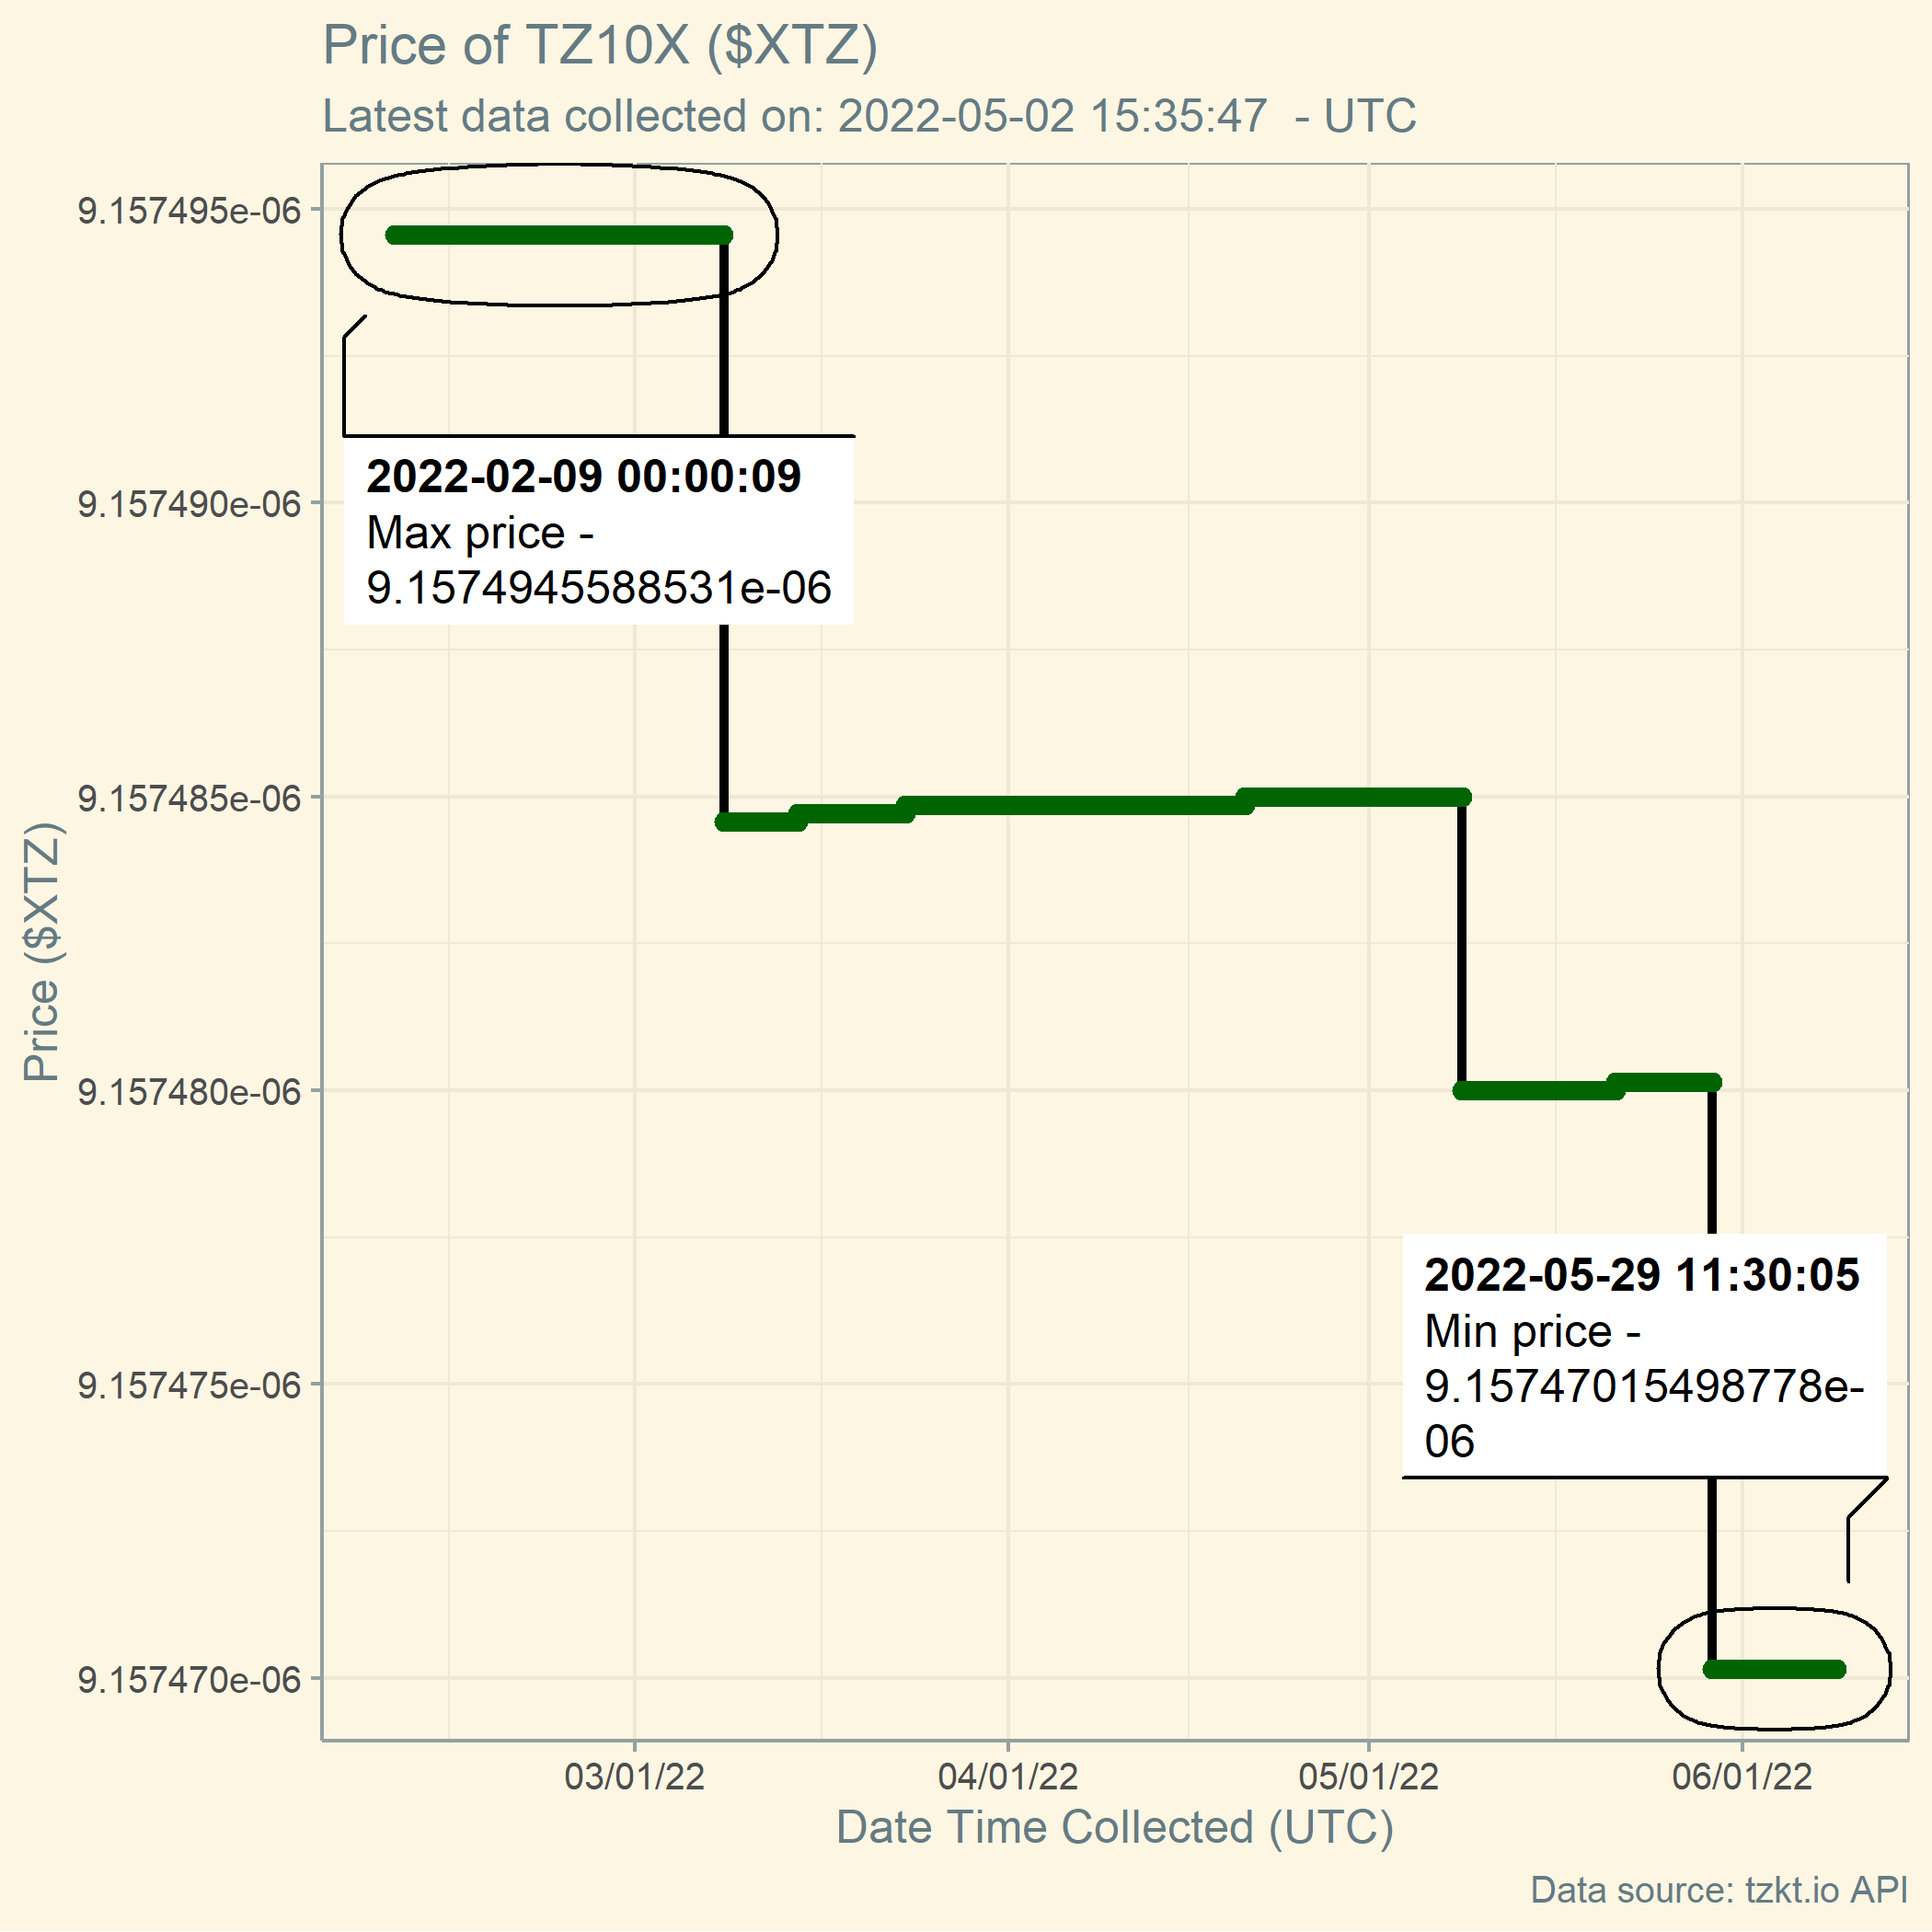 Price of TZ10X ($XTZ)
Latest data collected on: 2022-05-02 15:35:47  - UTC
9.157495e-06
9.157490e-06
9.157485e-06
9.157480e-06
9.157475e-06
9.157470e-06
Price ($XTZ)
2022-02-09 00:00:09
Max price -
9.1574945588531e-06
2022-05-29 11:30:05
Min price -
9.15747015498778e-
06
03/01/22
04/01/22
05/01/22
06/01/22
Date Time Collected (UTC)
Data source: tzkt.io API